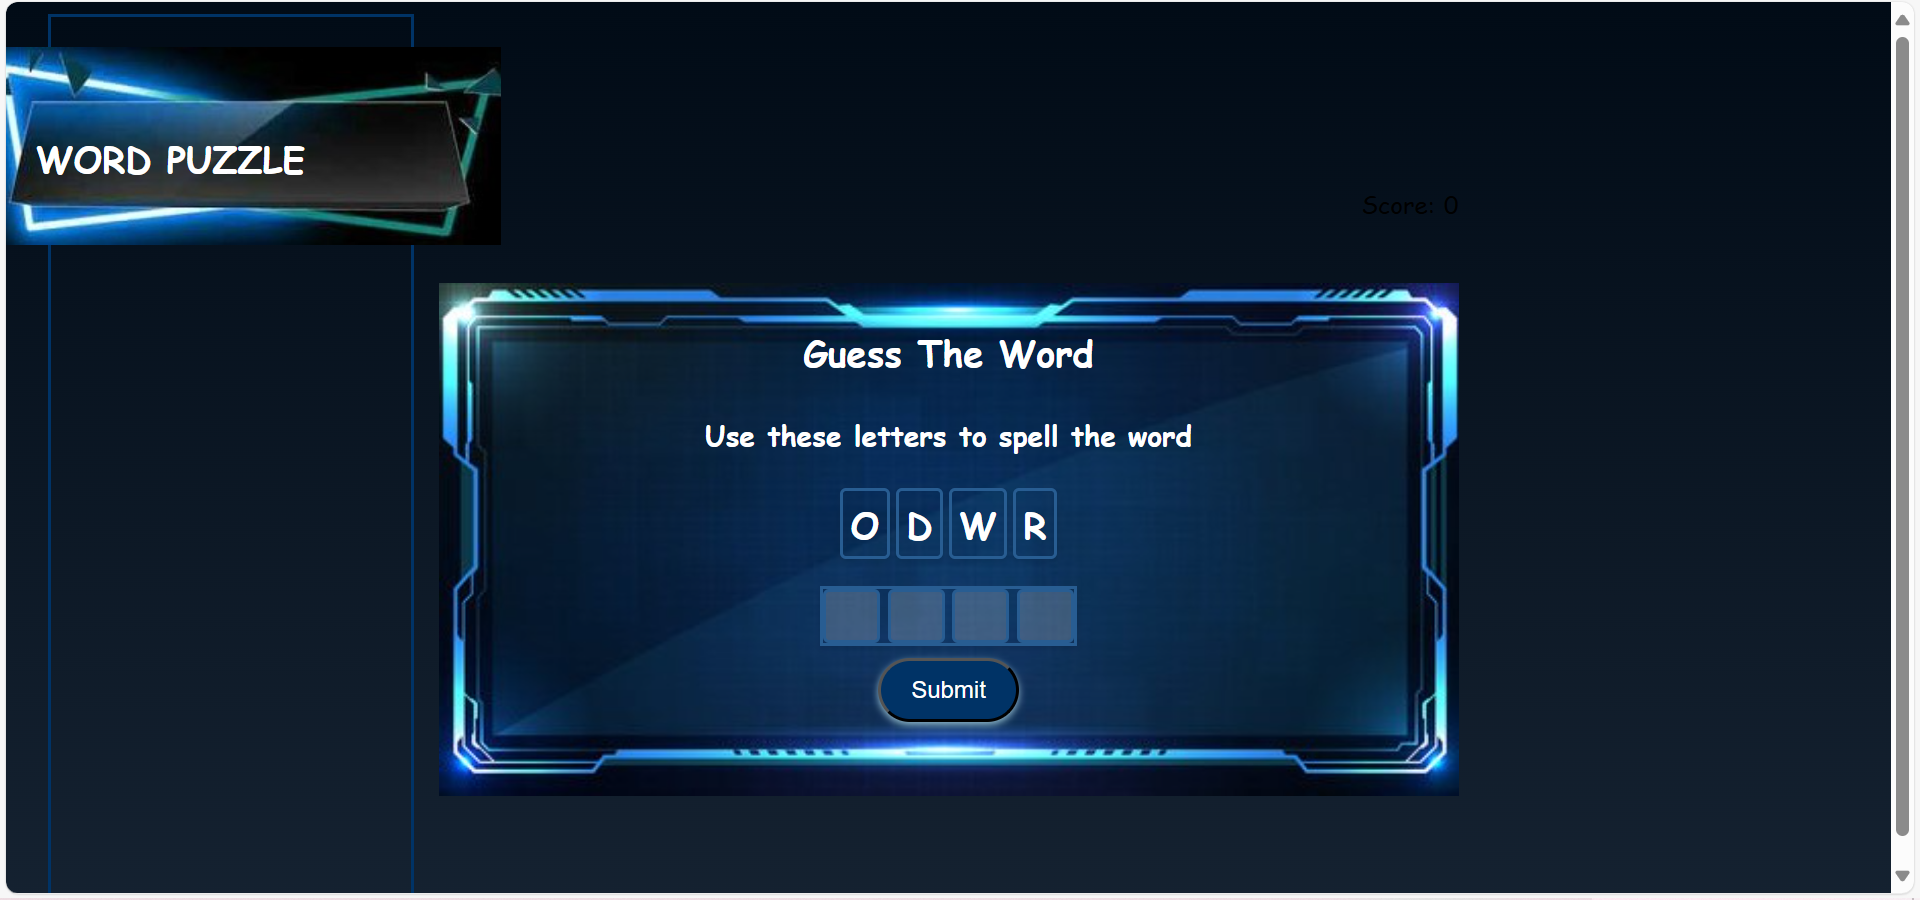 WORD PUZZLE
Score: 0
Guess The Word
Use these letters to spell the word
O D W R
Submit